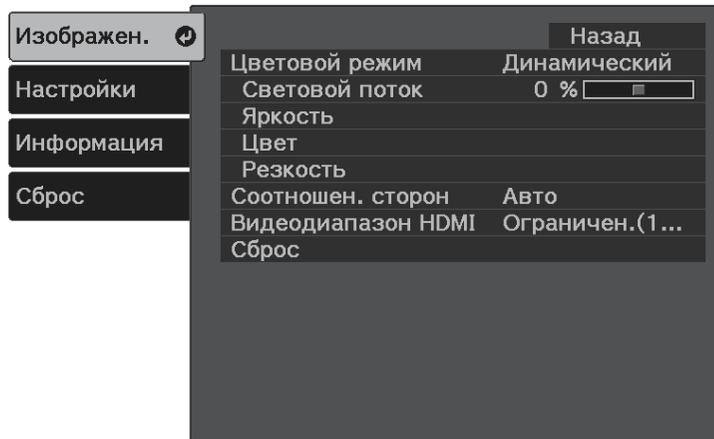 Изображен.
Настройки
Информация
Сброс
Назад
Цветовой режим Динамический
Световой поток 0 %
Яркость
Цвет
Резкость
Соотношен. сторон Авто
Видеодиапазон HDMI Ограничен.(1...
Сброс